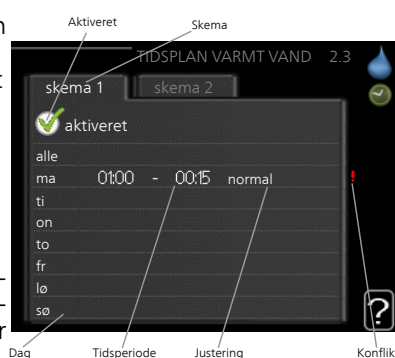 Aktiveret Skema
TIDSPLAN VARMT VAND 2.3
skema 1 skema 2
aktiveret
alle
ma 01:00 - 00:15 normal !
ti
on
to
fr
lø
sø ?
Dag Tidsperiode Justering Konflik